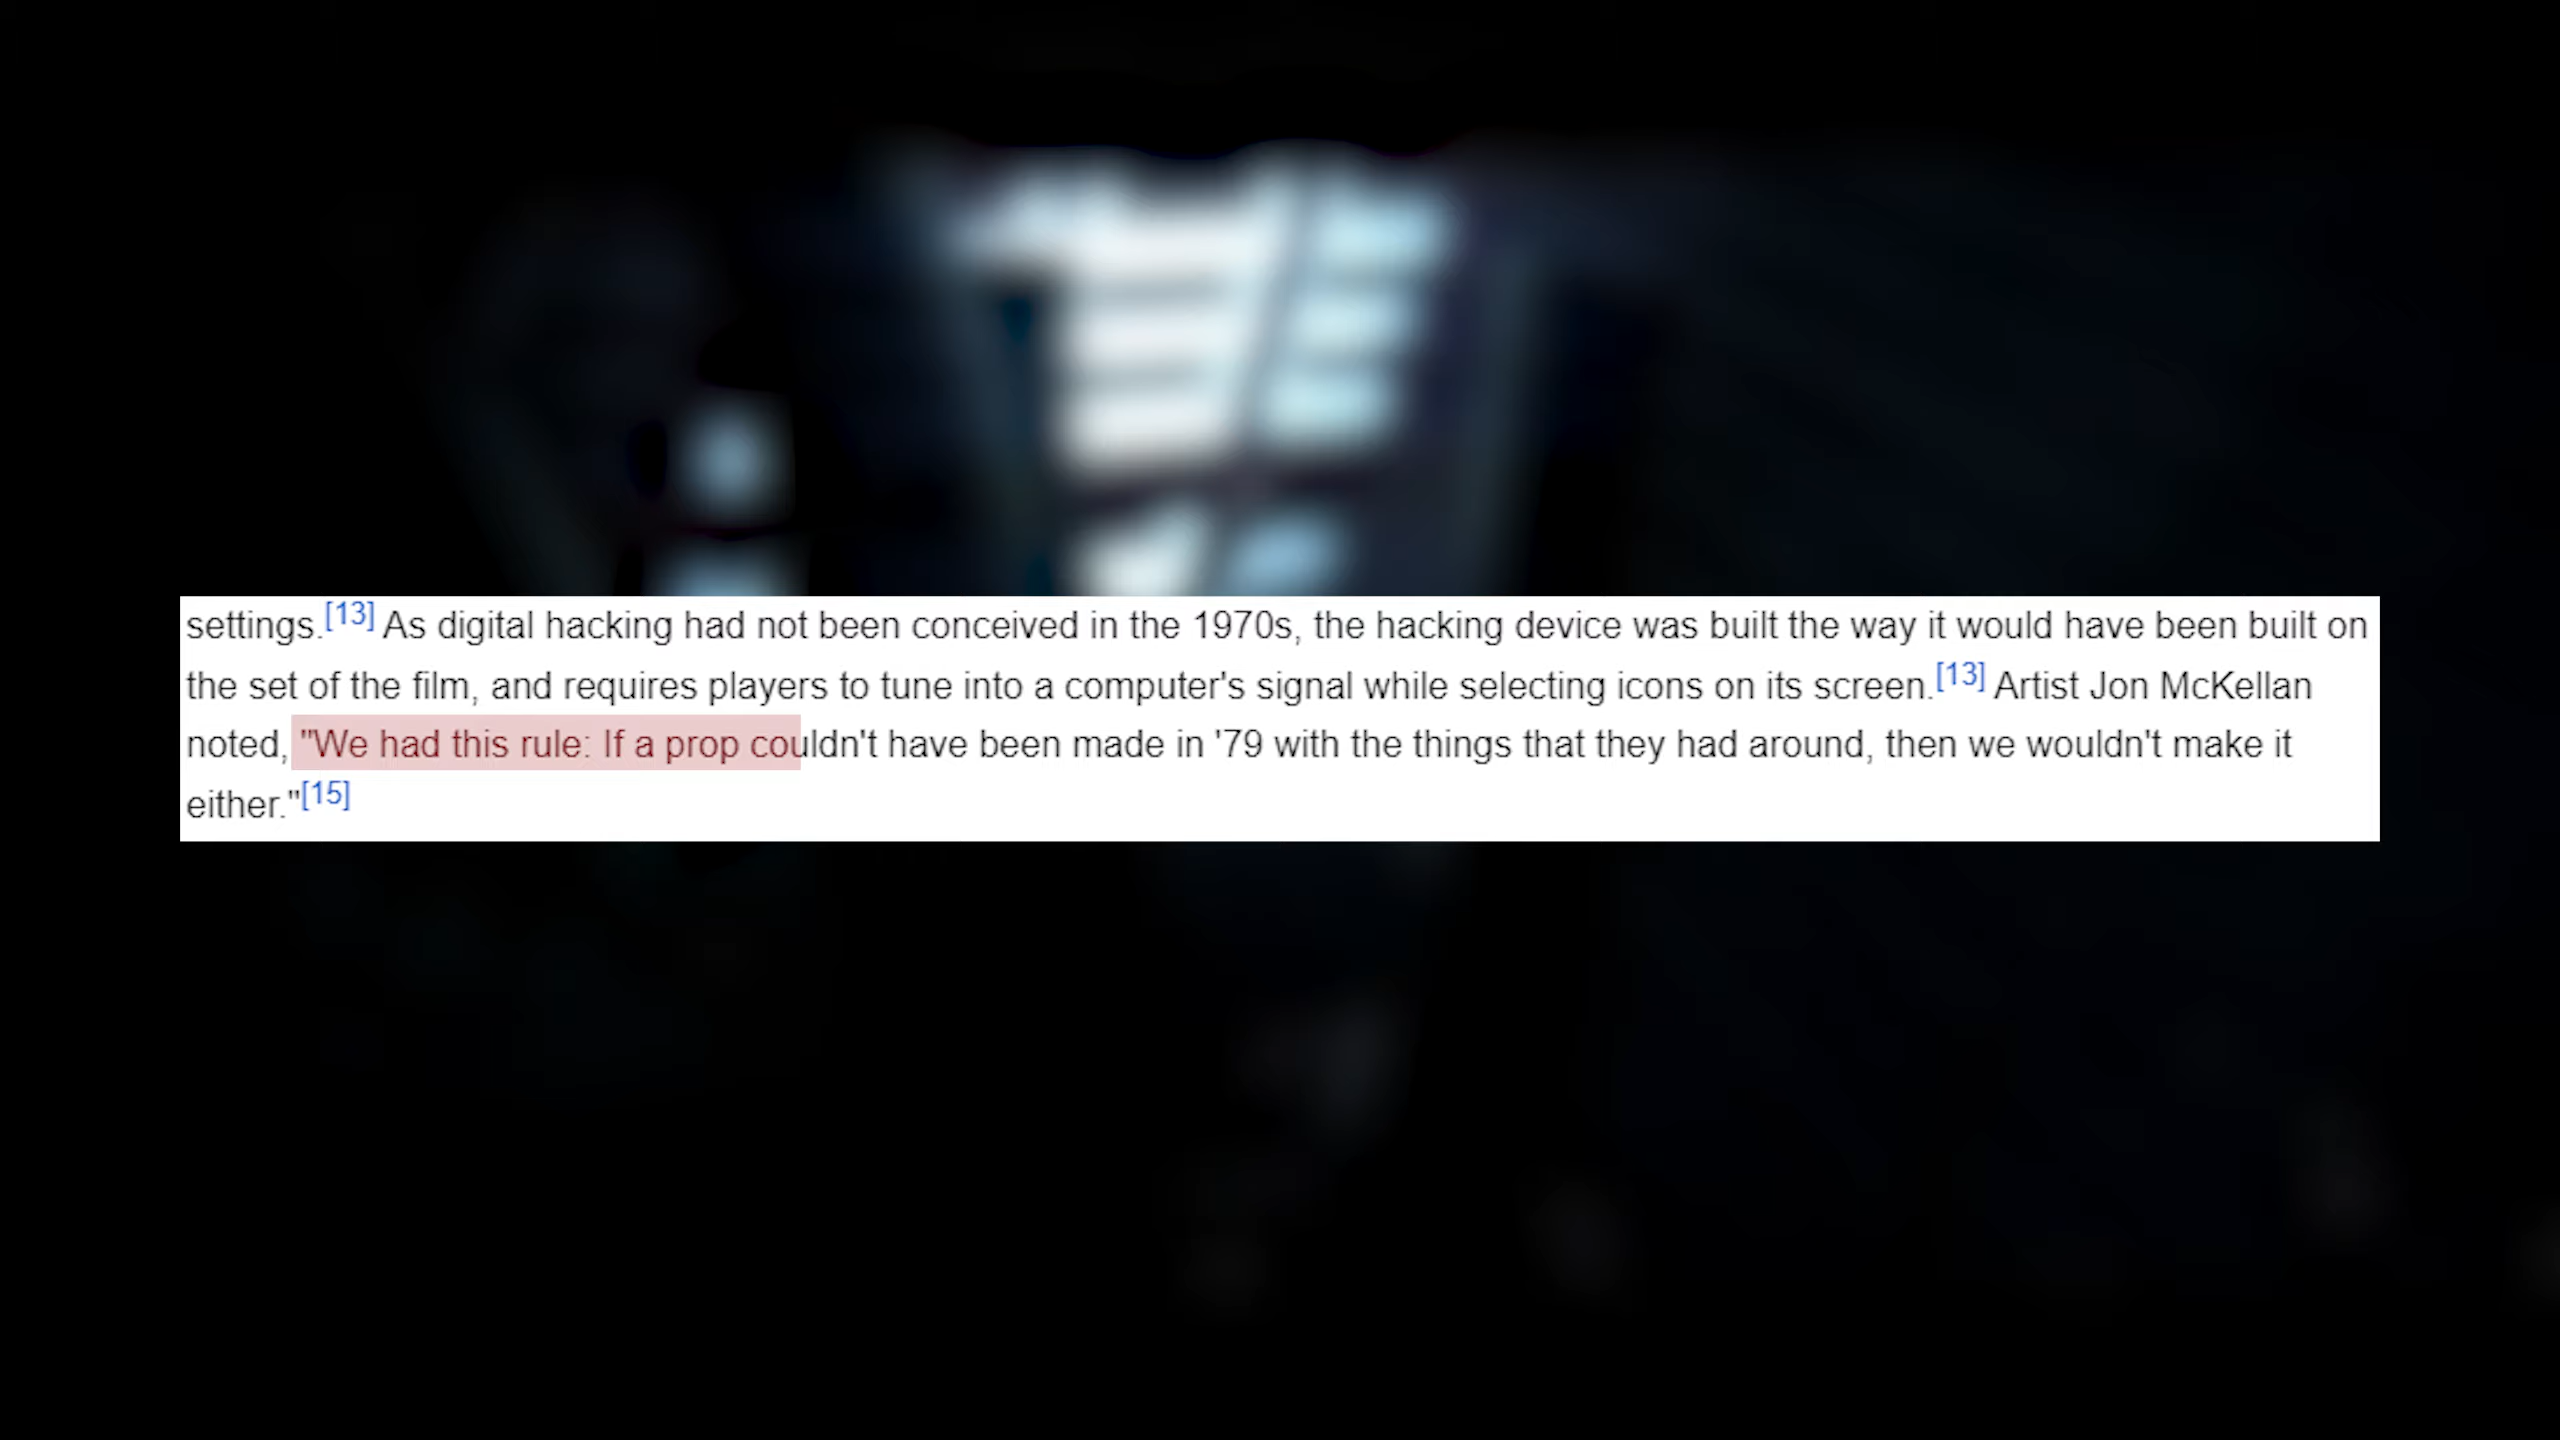 settings.[13] As digital hacking had not been conceived in the 1970s, the hacking device was built the way it would have been built on
the set of the film, and requires players to tune into a computer's signal while selecting icons on its screen.[13] Artist Jon McKellan
noted, "We had this rule: If a prop couldn't have been made in '79 with the things that they had around, then we wouldn't make it
either."[15]